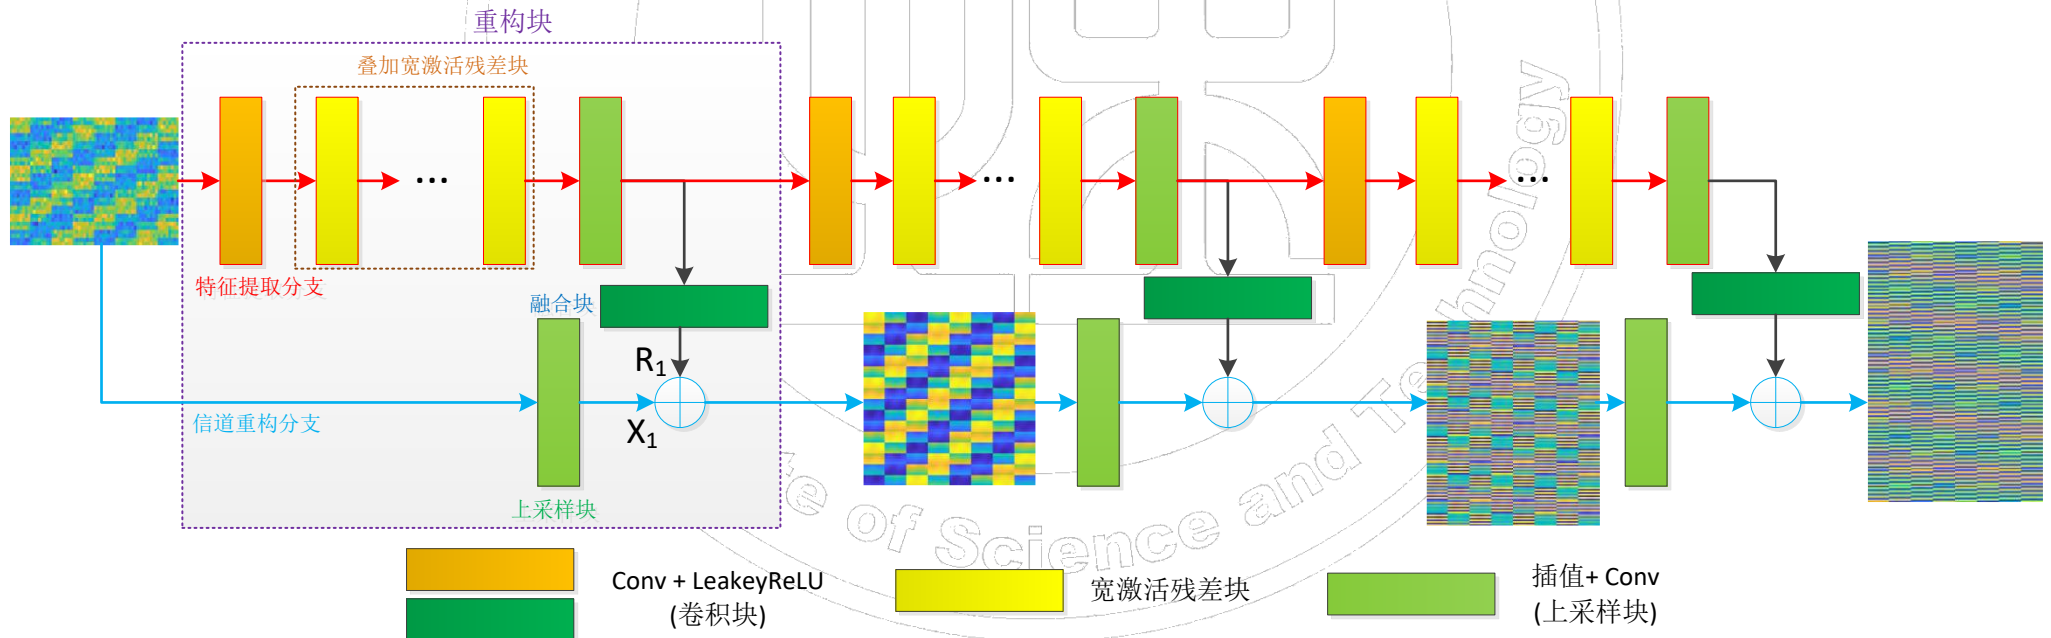 重构块
叠加宽激活残差块
...
...
...
特征提取分支
融合块
R1
X1
信道重构分支
上采样块
te of Science and Technology
Conv + LeakeyReLU
(卷积块)
宽激活残差块
插值+ Conv
(上采样块)